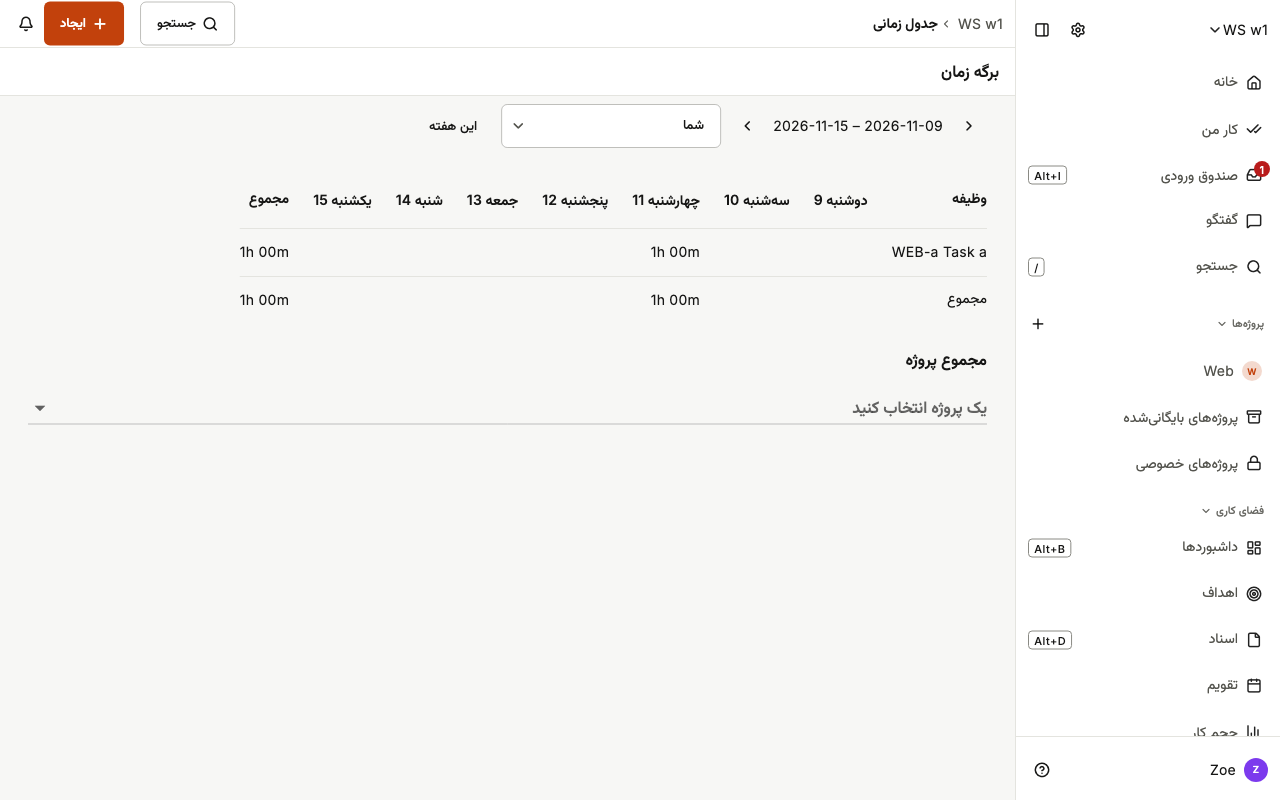 WS w1
خانه
کار من
1
صندوق ورودی
Alt+I
گفتگو
جستجو
/
پروژه‌ها
W
Web
پروژه‌های بایگانی‌شده
پروژه‌های خصوصی
فضای کاری
داشبوردها
Alt+B
اهداف
اسناد
Alt+D
تقویم
حجم کار
Z
Zoe
WS w1 › جدول زمانی
جستجو
ایجاد
برگه زمان
2026-11-09 – 2026-11-15
شما
این هفته
وظیفه دوشنبه 9 سه‌شنبه 10 چهارشنبه 11 پنجشنبه 12 جمعه 13 شنبه 14 یکشنبه 15 مجموع
WEB-a Task a 1h 00m 1h 00m
مجموع 1h 00m 1h 00m
مجموع پروژه
یک پروژه انتخاب کنید